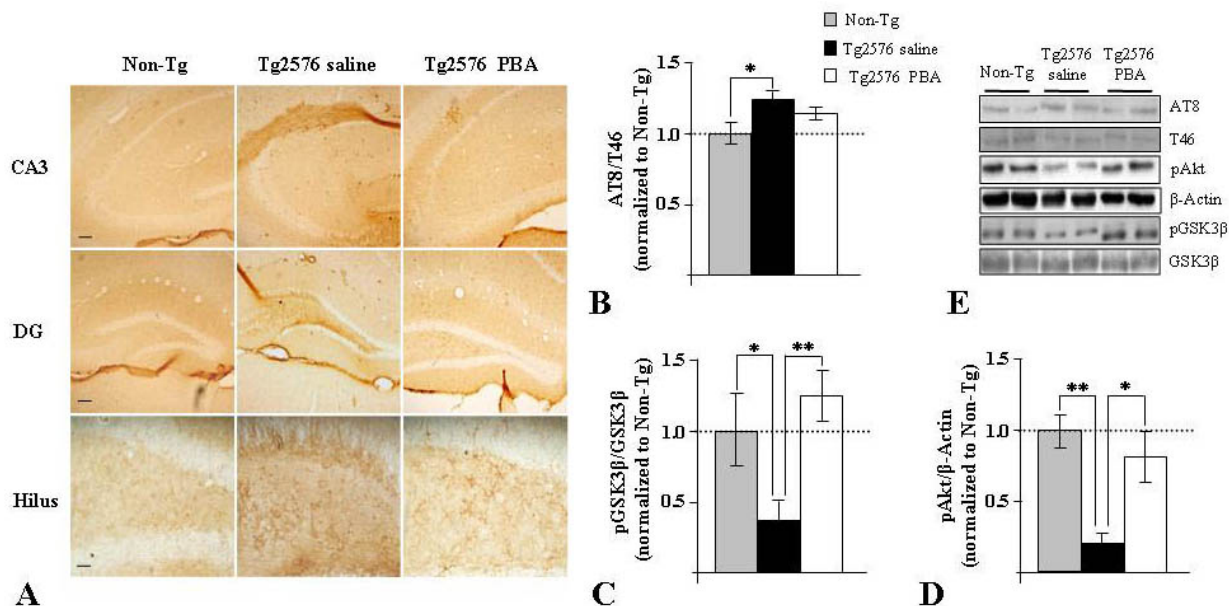 Non-Tg
Tg2576 saline
Tg2576 PBA
CA3
DG
Hilus
A
Non-Tg
Tg2576 saline
Tg2576 PBA
AT8/T46
(normalized to Non-Tg)
1.5
1.0
0.5
*
B
Non-Tg
Tg2576
saline
Tg2576
PBA
AT8
T46
pAkt
β-Actin
pGSK3β
GSK3β
E
pGSK3β/GSK3β
(normalized to Non-Tg)
1.5
1.0
0.5
*
**
C
pAkt/β-Actin
(normalized to Non-Tg)
1.5
1.0
0.5
**
*
D